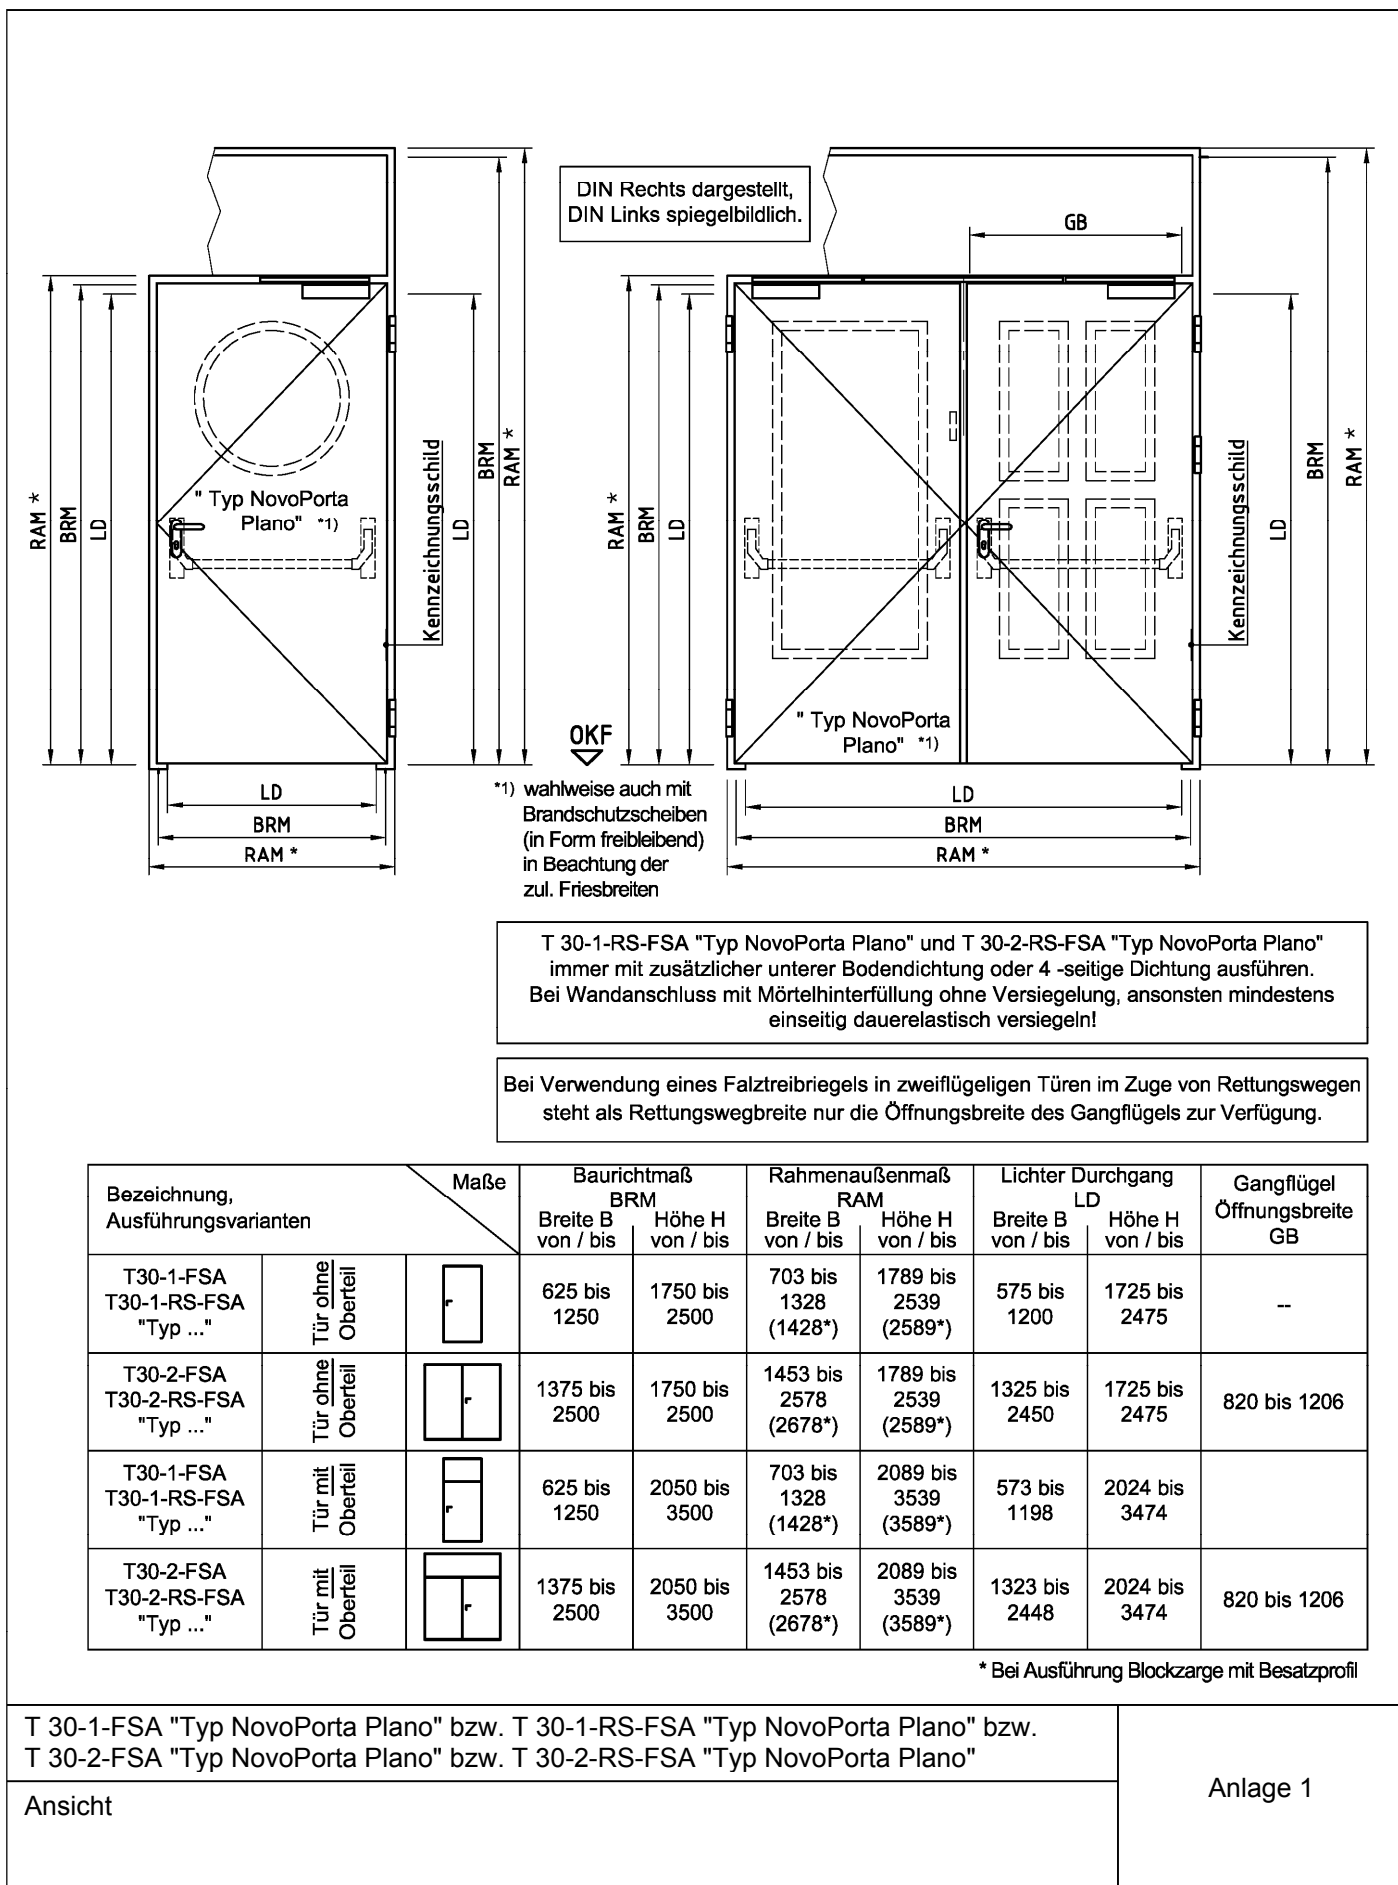 DIN Rechts dargestellt,
DIN Links spiegelbildlich.
GB
RAM *
BRM
LD
" Typ NovoPorta
Plano" *1)
Kennzeichnungsschild
LD
BRM
RAM *
LD
BRM
RAM *
RAM *
BRM
LD
" Typ NovoPorta
Plano" *1)
Kennzeichnungsschild
LD
BRM
RAM *
LD
BRM
RAM *
OKF
*1) wahlweise auch mit
Brandschutzscheiben
(in Form freibleibend)
in Beachtung der
zul. Friesbreiten
T 30-1-RS-FSA "Typ NovoPorta Plano" und T 30-2-RS-FSA "Typ NovoPorta Plano"
immer mit zusätzlicher unterer Bodendichtung oder 4 -seitige Dichtung ausführen.
Bei Wandanschluss mit Mörtelhinterfüllung ohne Versiegelung, ansonsten mindestens
einseitig dauerelastisch versiegeln!
Bei Verwendung eines Falztreibriegels in zweiflügeligen Türen im Zuge von Rettungswegen
steht als Rettungswegbreite nur die Öffnungsbreite des Gangflügels zur Verfügung.
Bezeichnung,
Ausführungsvarianten
Maße
Baurichtmaß
BRM
Breite B
von / bis
Höhe H
von / bis
Rahmenaußenmaß
RAM
Breite B
von / bis
Höhe H
von / bis
Lichter Durchgang
LD
Breite B
von / bis
Höhe H
von / bis
Gangflügel
Öffnungsbreite
GB
T30-1-FSA
T30-1-RS-FSA
"Typ ..."
Tür ohne
Oberteil
625 bis
1250
1750 bis
2500
703 bis
1328
(1428*)
1789 bis
2539
(2589*)
575 bis
1200
1725 bis
2475
--
T30-2-FSA
T30-2-RS-FSA
"Typ ..."
Tür ohne
Oberteil
1375 bis
2500
1750 bis
2500
1453 bis
2578
(2678*)
1789 bis
2539
(2589*)
1325 bis
2450
1725 bis
2475
820 bis 1206
T30-1-FSA
T30-1-RS-FSA
"Typ ..."
Tür mit
Oberteil
625 bis
1250
2050 bis
3500
703 bis
1328
(1428*)
2089 bis
3539
(3589*)
573 bis
1198
2024 bis
3474
T30-2-FSA
T30-2-RS-FSA
"Typ ..."
Tür mit
Oberteil
1375 bis
2500
2050 bis
3500
1453 bis
2578
(2678*)
2089 bis
3539
(3589*)
1323 bis
2448
2024 bis
3474
820 bis 1206
* Bei Ausführung Blockzarge mit Besatzprofil
T 30-1-FSA "Typ NovoPorta Plano" bzw. T 30-1-RS-FSA "Typ NovoPorta Plano" bzw.
T 30-2-FSA "Typ NovoPorta Plano" bzw. T 30-2-RS-FSA "Typ NovoPorta Plano"
Ansicht
Anlage 1